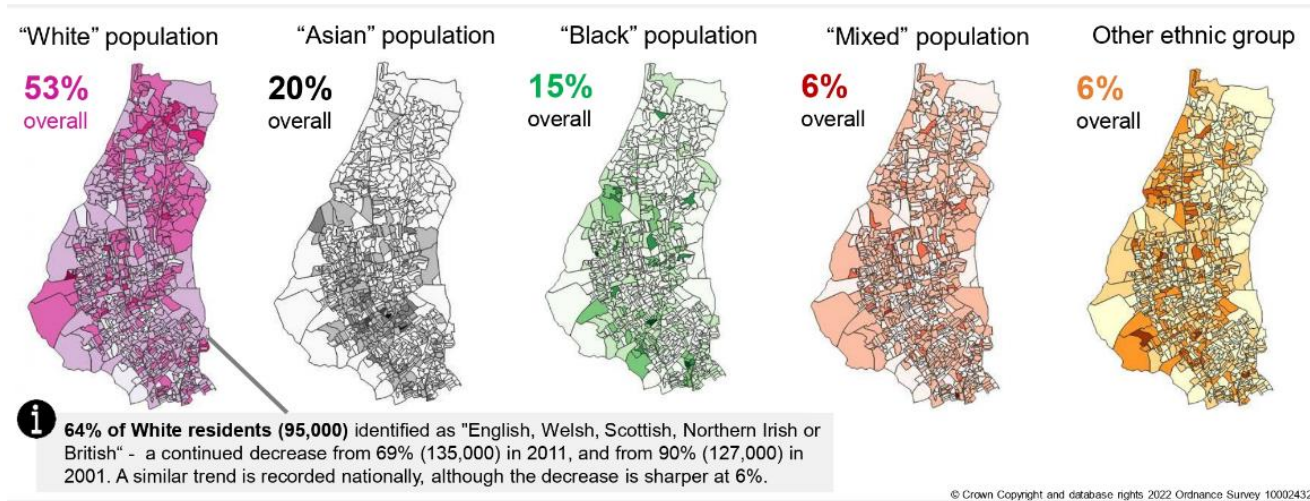 “White” population
53%
overall
“Asian” population
20%
overall
“Black” population
15%
overall
“Mixed” population
6%
overall
Other ethnic group
6%
overall
i
64% of White residents (95,000) identified as "English, Welsh, Scottish, Northern Irish or
British“ - a continued decrease from 69% (135,000) in 2011, and from 90% (127,000) in
2001. A similar trend is recorded nationally, although the decrease is sharper at 6%.
© Crown Copyright and database rights 2022 Ordnance Survey 10002432